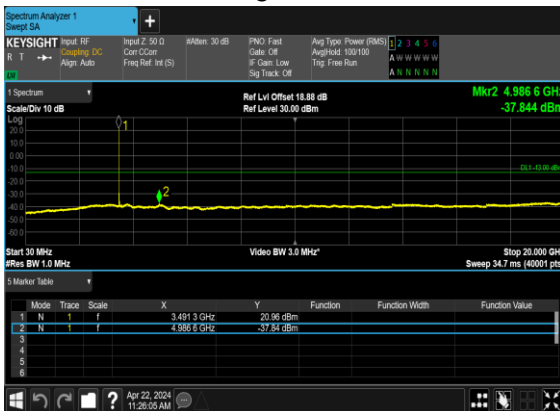 Spectrum Analyzer 1
Swept SA
KEYSIGHT
R T
LV
Input: RF
Coupling: DC
Align: Auto
Input Z: 50 Ω
Corr CCorr
Freq Ref: Int (S)
#Atten: 30 dB
PNO: Fast
Gate: Off
IF Gain: Low
Sig Track: Off
Avg Type: Power (RMS)
Avg|Hold: 100/100
Trig: Free Run
1 2 3 4 5 6
A W W W W W
A N N N N N
1 Spectrum
Scale/Div 10 dB
Ref Lvl Offset 18.88 dB
Ref Level 30.00 dBm
Mkr2 4.986 6 GHz
-37.844 dBm
Log
20.0
10.0
0.00
-10.0
-20.0
-30.0
-40.0
-50.0
-60.0
1
2
DL1 -13.00 dBm
Start 30 MHz
#Res BW 1.0 MHz
Video BW 3.0 MHz*
Stop 20.000 GHz
Sweep 34.7 ms (40001 pts)
5 Marker Table
Mode Trace Scale X Y Function Function Width Function Value
1 N 1 f 3.491 3 GHz 20.96 dBm
2 N 1 f 4.986 6 GHz -37.84 dBm
3
4
5
6
?
Apr 22, 2024
11:26:05 AM